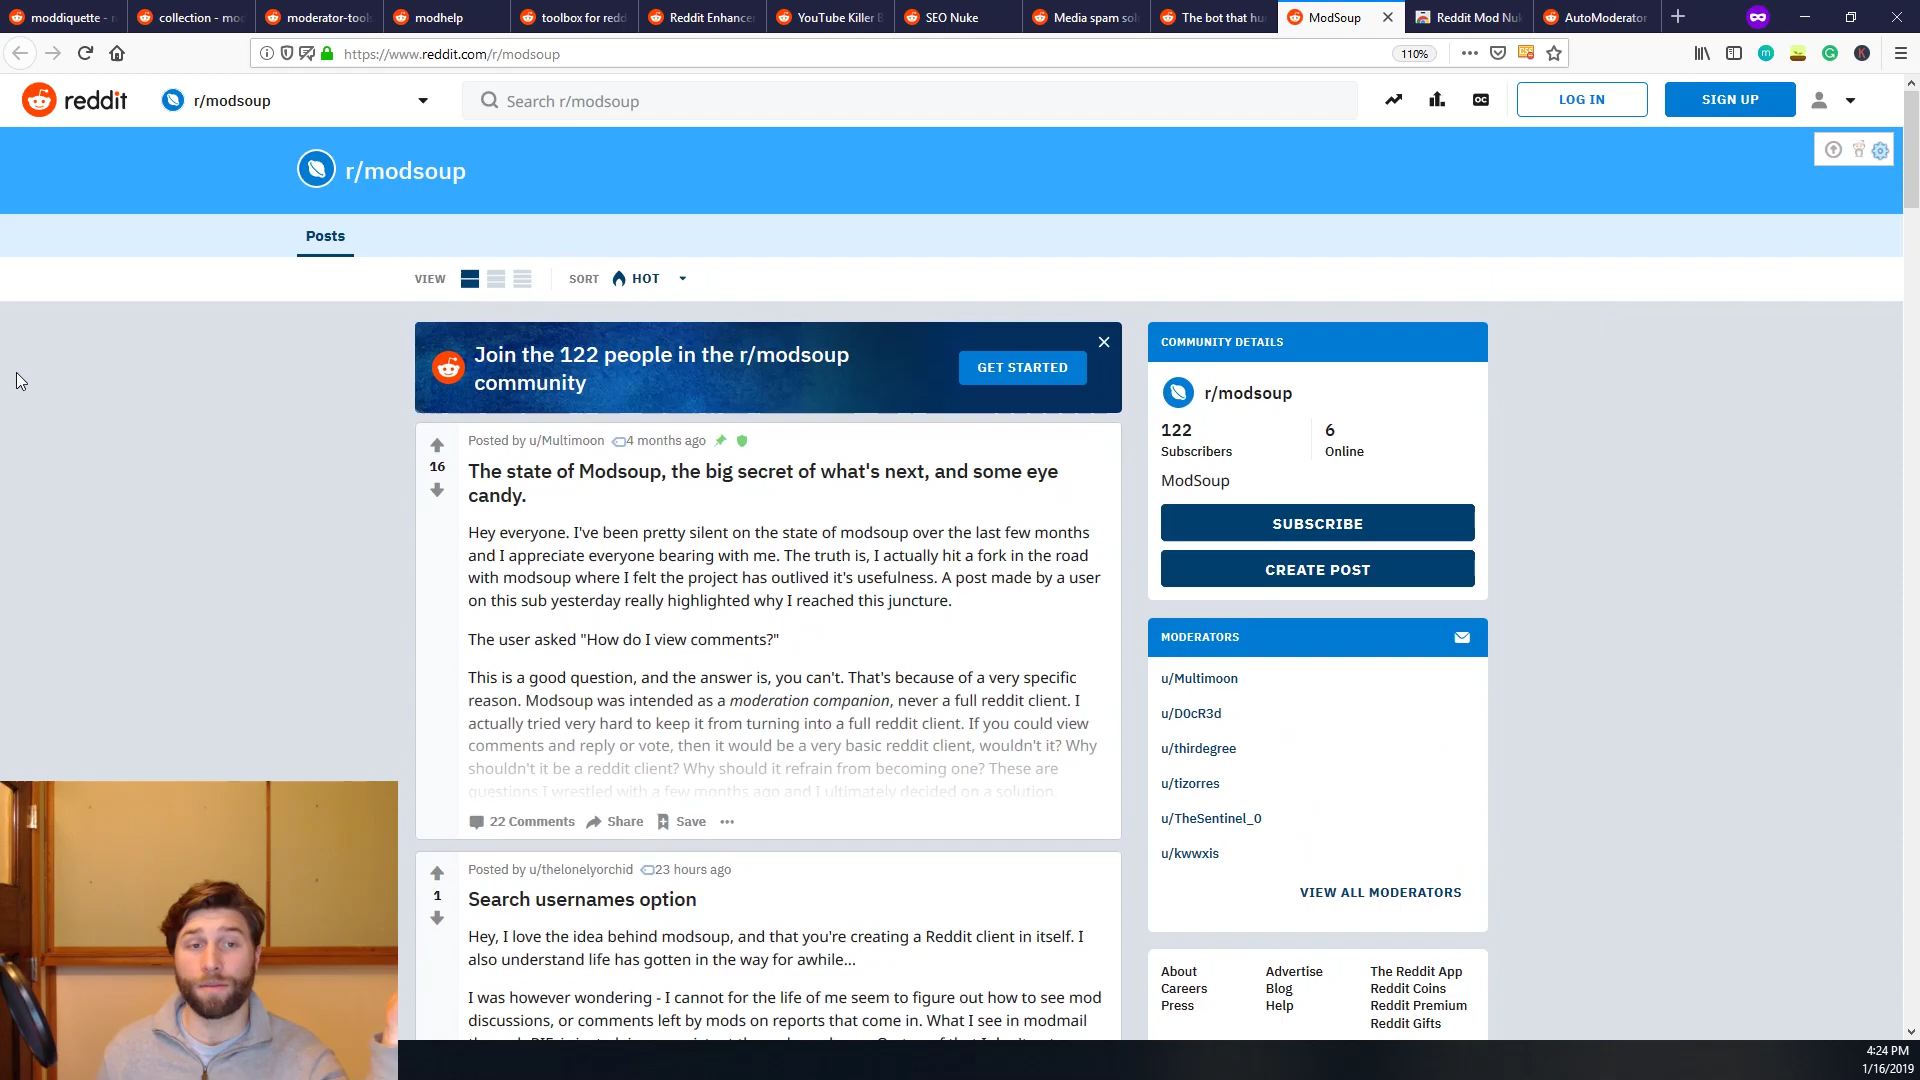 moddiquette - r
collection - mod
moderator-tools
modhelp
toolbox for redd
Reddit Enhance
YouTube Killer B
SEO Nuke
Media spam sol
The bot that hu
ModSoup
Reddit Mod Nuk
AutoModerator
https://www.reddit.com/r/modsoup
110%
reddit
r/modsoup
Search r/modsoup
LOG IN
SIGN UP
r/modsoup
Posts
VIEW
SORT
HOT
Join the 122 people in the r/modsoup
community
GET STARTED
Posted by u/Multimoon 4 months ago
16
The state of Modsoup, the big secret of what's next, and some eye
candy.
Hey everyone. I've been pretty silent on the state of modsoup over the last few months
and I appreciate everyone bearing with me. The truth is, I actually hit a fork in the road
with modsoup where I felt the project has outlived it's usefulness. A post made by a user
on this sub yesterday really highlighted why I reached this juncture.
The user asked "How do I view comments?"
This is a good question, and the answer is, you can't. That's because of a very specific
reason. Modsoup was intended as a moderation companion, never a full reddit client. I
actually tried very hard to keep it from turning into a full reddit client. If you could view
comments and reply or vote, then it would be a very basic reddit client, wouldn't it? Why
shouldn't it be a reddit client? Why should it refrain from becoming one? These are
questions I wrestled with a few months ago and I ultimately decided on a solution.
22 Comments
Share
Save
Posted by u/thelonelyorchid 23 hours ago
1
Search usernames option
Hey, I love the idea behind modsoup, and that you're creating a Reddit client in itself. I
also understand life has gotten in the way for awhile...
I was however wondering - I cannot for the life of me seem to figure out how to see mod
discussions, or comments left by mods on reports that come in. What I see in modmail
COMMUNITY DETAILS
r/modsoup
122
Subscribers
6
Online
ModSoup
SUBSCRIBE
CREATE POST
MODERATORS
u/Multimoon
u/D0cR3d
u/thirdegree
u/tizorres
u/TheSentinel_0
u/kwwxis
VIEW ALL MODERATORS
About
Advertise
The Reddit App
Careers
Blog
Reddit Coins
Press
Help
Reddit Premium
Reddit Gifts
4:24 PM
1/16/2019